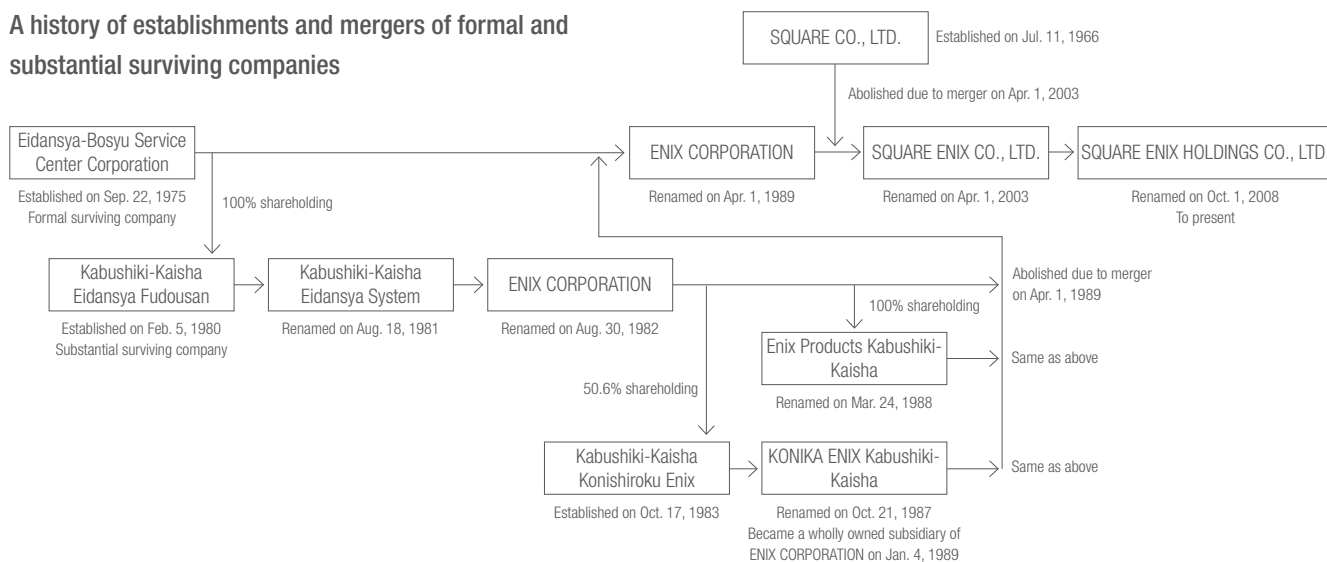 A history of establishments and mergers of formal and
substantial surviving companies
SQUARE CO., LTD.
Established on Jul. 11, 1966
Abolished due to merger on Apr. 1, 2003
Eidansya-Bosyu Service
Center Corporation
Established on Sep. 22, 1975
Formal surviving company
100% shareholding
ENIX CORPORATION
Renamed on Apr. 1, 1989
SQUARE ENIX CO., LTD.
Renamed on Apr. 1, 2003
SQUARE ENIX HOLDINGS CO., LTD.
Renamed on Oct. 1, 2008
To present
Kabushiki-Kaisha
Eidansya Fudousan
Established on Feb. 5, 1980
Substantial surviving company
Kabushiki-Kaisha
Eidansya System
Renamed on Aug. 18, 1981
ENIX CORPORATION
Renamed on Aug. 30, 1982
Abolished due to merger
on Apr. 1, 1989
100% shareholding
Enix Products Kabushiki-
Kaisha
Renamed on Mar. 24, 1988
Same as above
50.6% shareholding
Kabushiki-Kaisha
Konishiroku Enix
Established on Oct. 17, 1983
KONIKA ENIX Kabushiki-
Kaisha
Renamed on Oct. 21, 1987
Became a wholly owned subsidiary of
ENIX CORPORATION on Jan. 4, 1989
Same as above